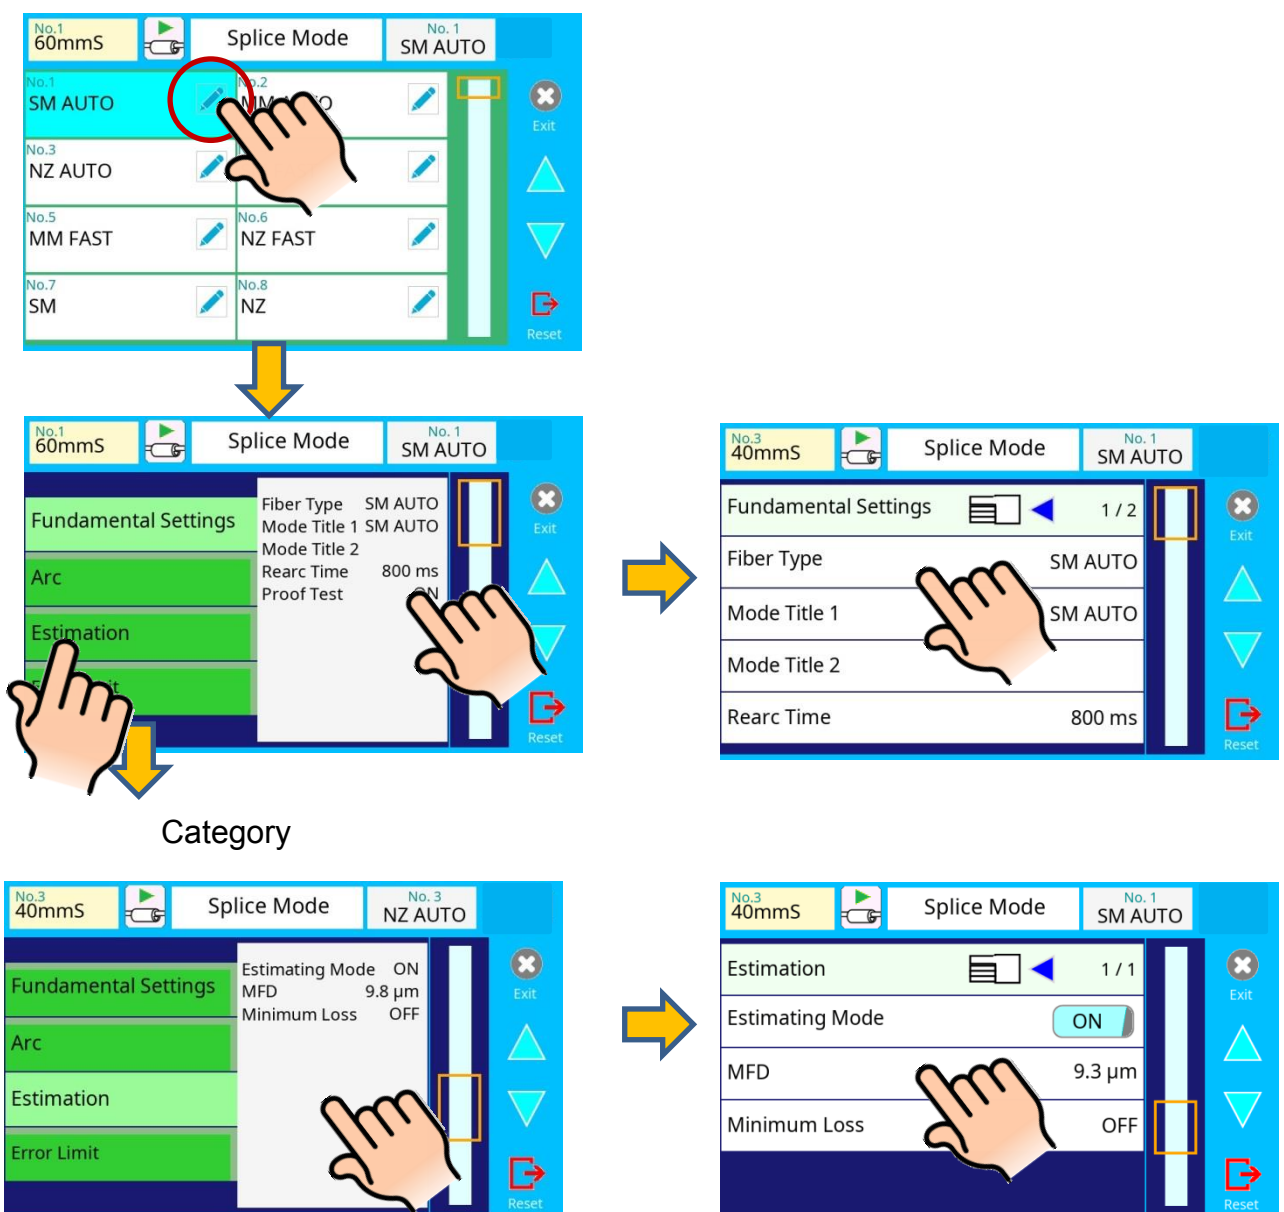 No.1
60mmS
Splice Mode
No. 1
SM AUTO
No.1
SM AUTO
No.2
No.3
NZ AUTO
No.5
MM FAST
No.6
NZ FAST
No.7
SM
No.8
NZ
Exit
Reset
No.1
60mmS
Splice Mode
No. 1
SM AUTO
Fundamental Settings
Arc
Estimation
Fiber Type SM AUTO
Mode Title 1 SM AUTO
Mode Title 2
Rearc Time 800 ms
Proof Test ON
Exit
Reset
No.3
40mmS
Splice Mode
No. 1
SM AUTO
Fundamental Settings 1 / 2
Fiber Type SM AUTO
Mode Title 1 SM AUTO
Mode Title 2
Rearc Time 800 ms
Exit
Reset
Category
No.3
40mmS
Splice Mode
No. 3
NZ AUTO
Fundamental Settings
Arc
Estimation
Error Limit
Estimating Mode ON
MFD 9.8 µm
Minimum Loss OFF
Exit
Reset
No.3
40mmS
Splice Mode
No. 1
SM AUTO
Estimation 1 / 1
Estimating Mode ON
MFD 9.3 µm
Minimum Loss OFF
Exit
Reset